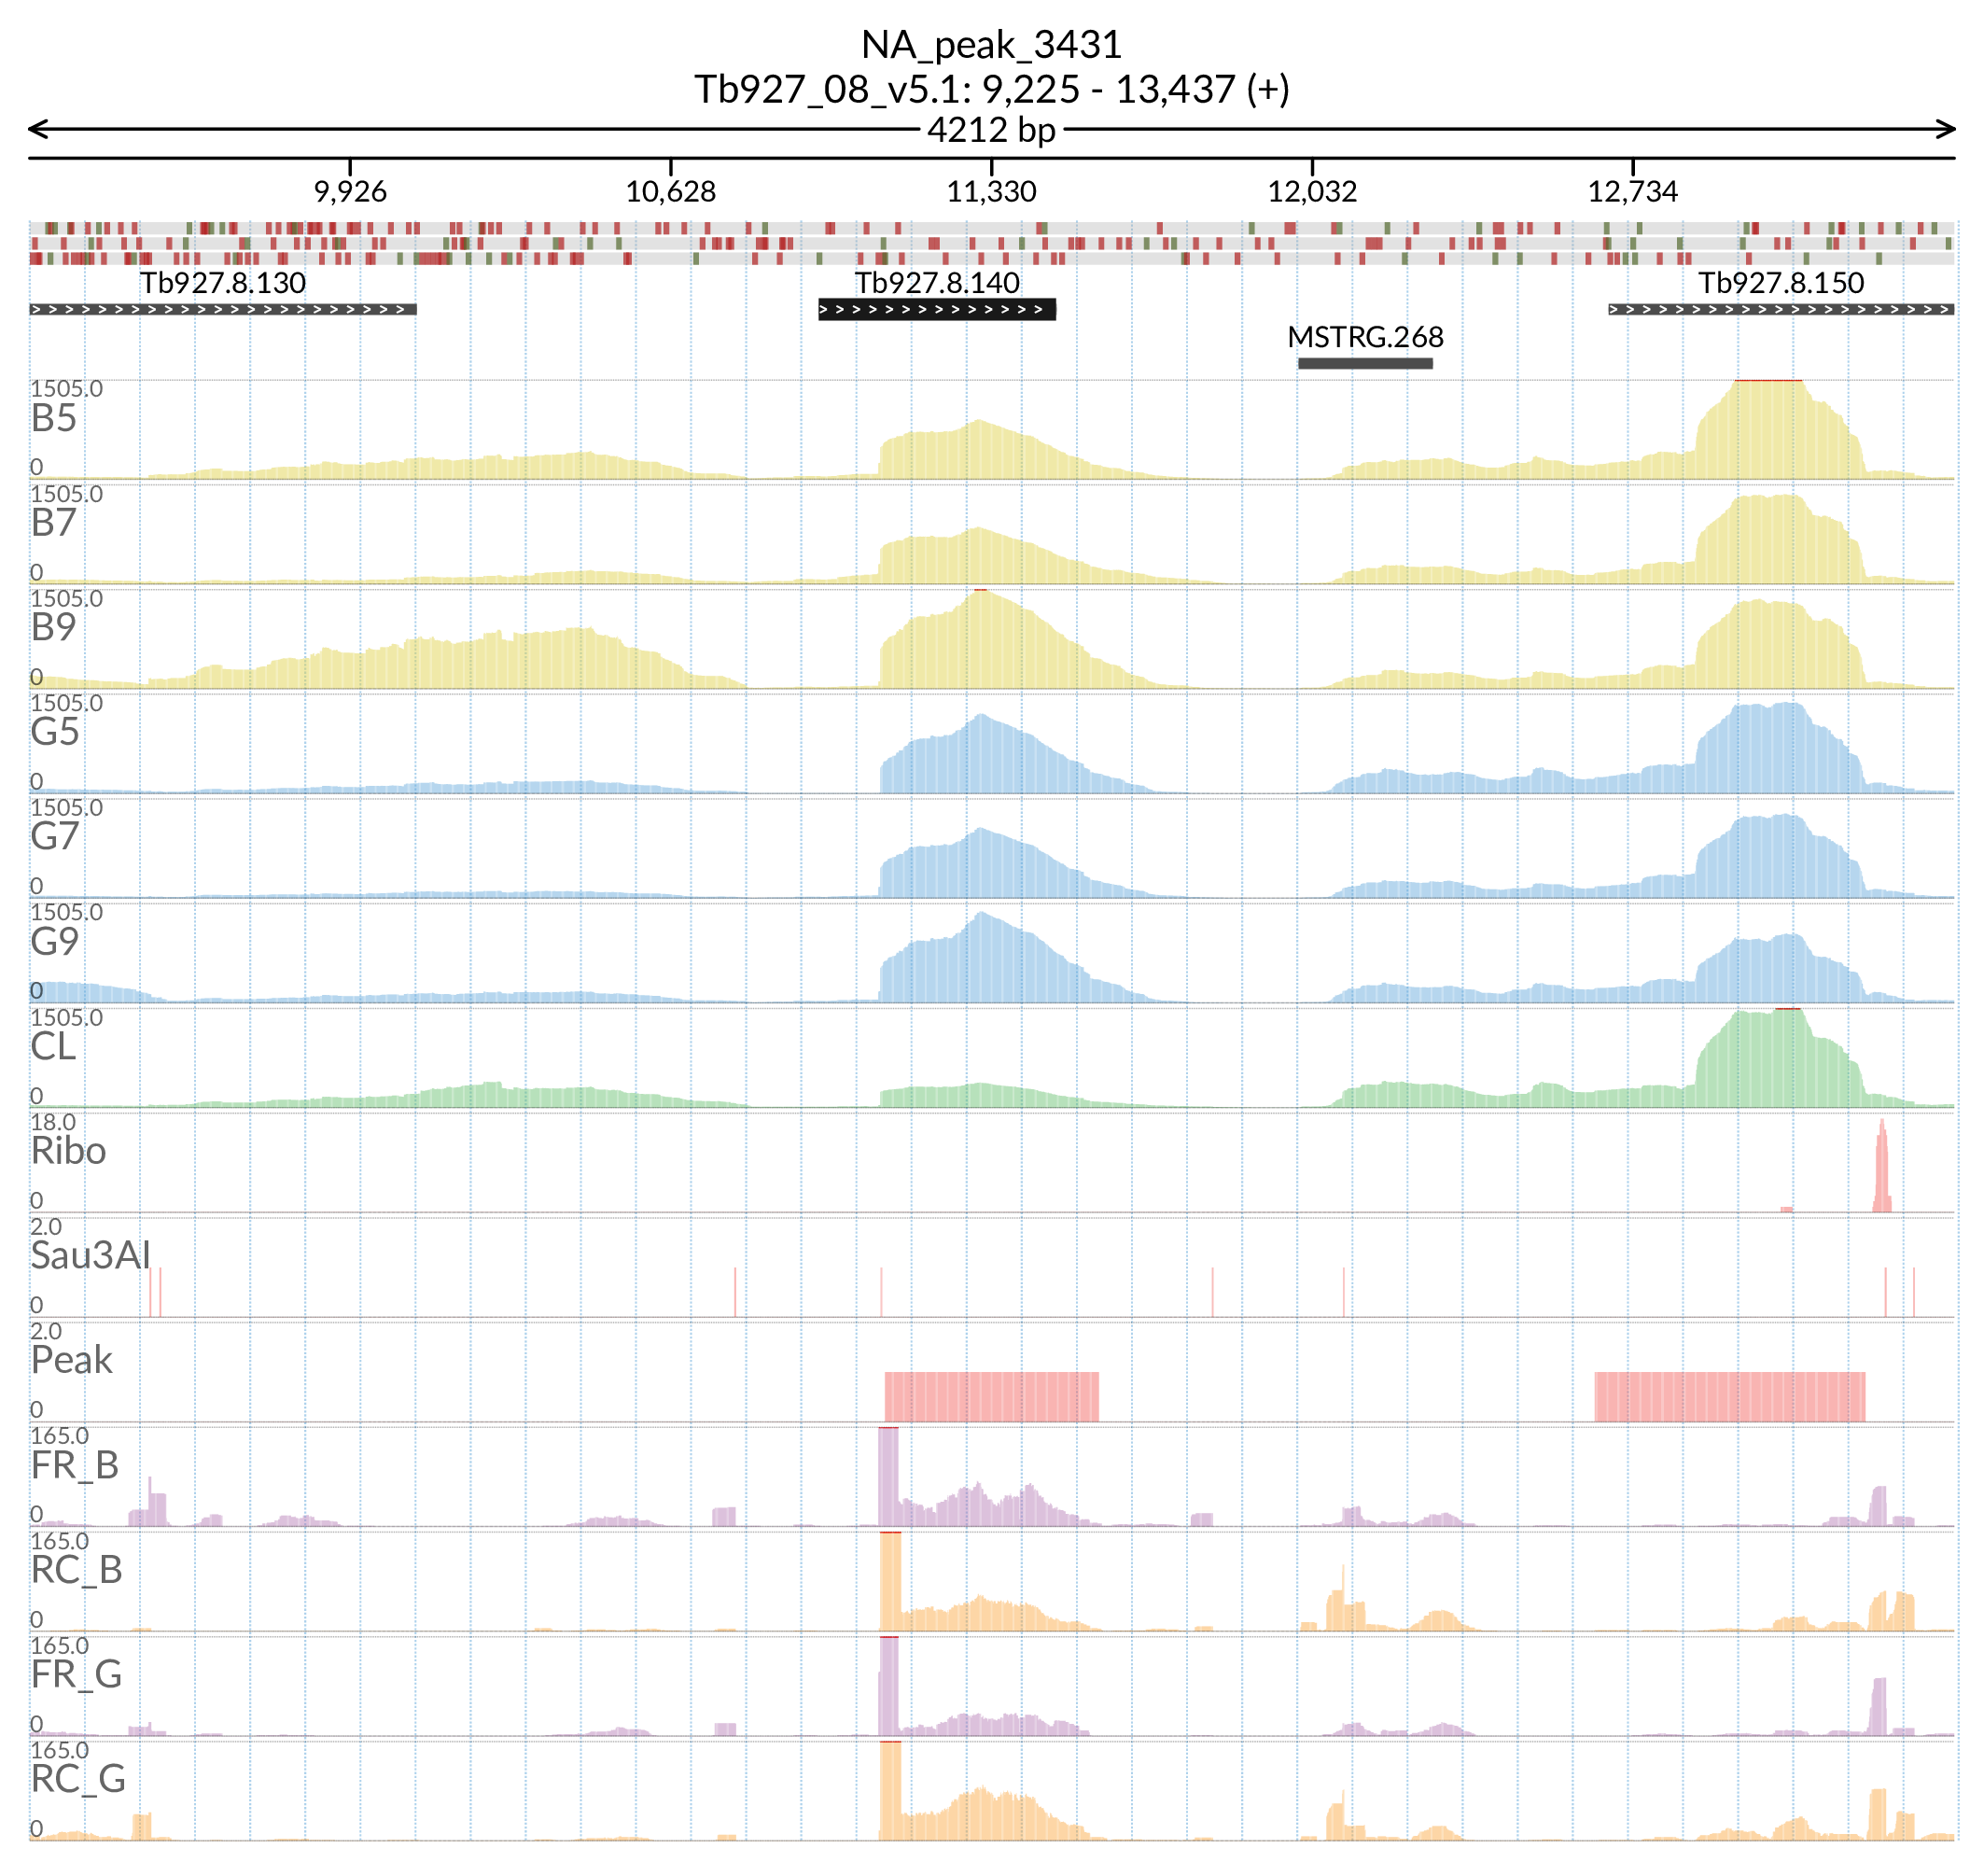 NA_peak_3431
Tb927_08_v5.1: 9,225 - 13,437 (+)
4212 bp
9,926 10,628 11,330 12,032 12,734
Tb927.8.130 Tb927.8.140 Tb927.8.150
MSTRG.268
1505.0
B5
0
1505.0
B7
0
1505.0
B9
0
1505.0
G5
0
1505.0
G7
0
1505.0
G9
0
1505.0
CL
0
18.0
Ribo
0
2.0
Sau3AI
0
2.0
Peak
0
165.0
FR_B
0
165.0
RC_B
0
165.0
FR_G
0
165.0
RC_G
0